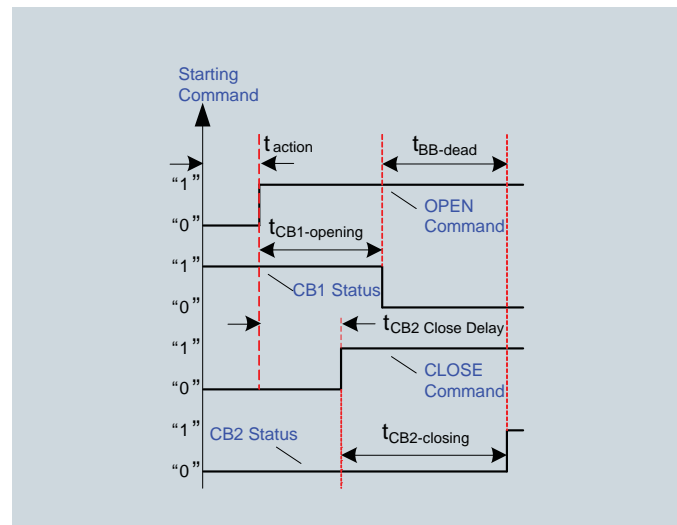 Starting
Command
t action
tBB-dead
“1”
OPEN
Command
“0”
tCB1-opening
“1”
CB1 Status
“0”
tCB2 Close Delay
“1”
CLOSE
Command
“0”
“1”
CB2 Status
tCB2-closing
“0”